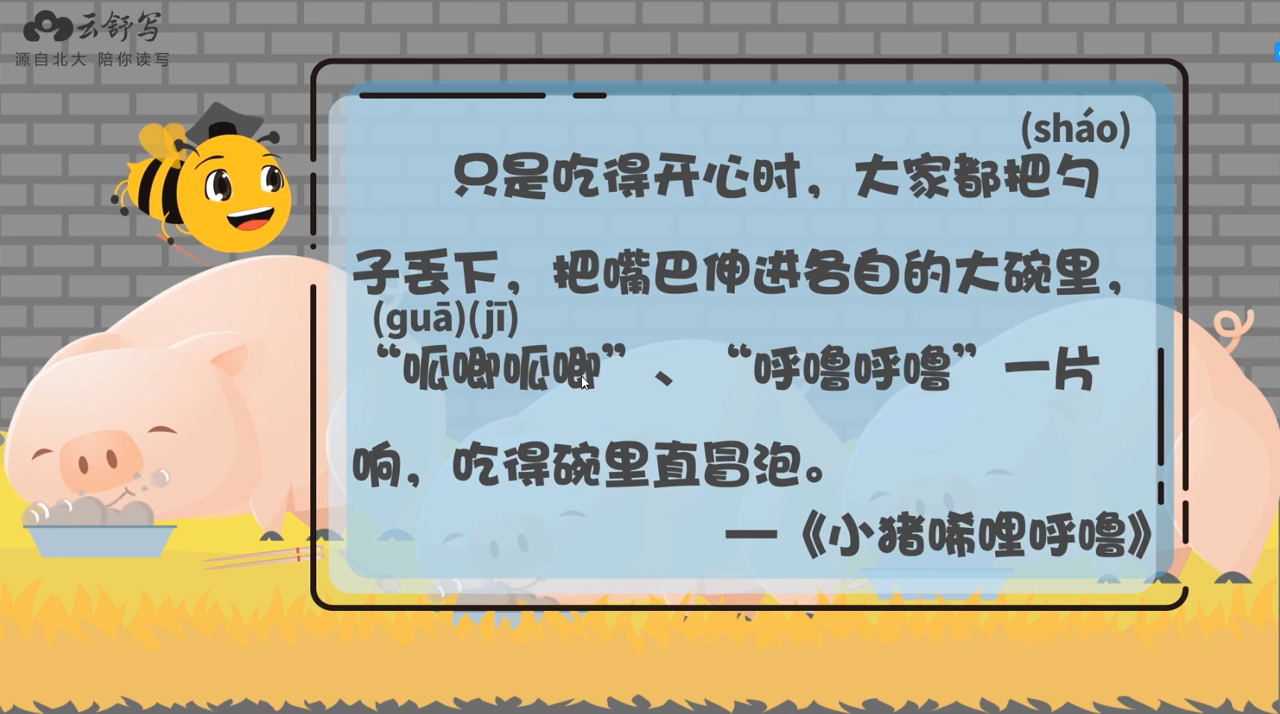 云舒写
源自北大 陪你读写
(sháo)
只是吃得开心时，大家都把勺
子丢下，把嘴巴伸进各自的大碗里，
(guā)(jī)
“呱唧呱唧”、“呼噜呼噜”一片
响，吃得碗里直冒泡。
—《小猪唏哩呼噜》